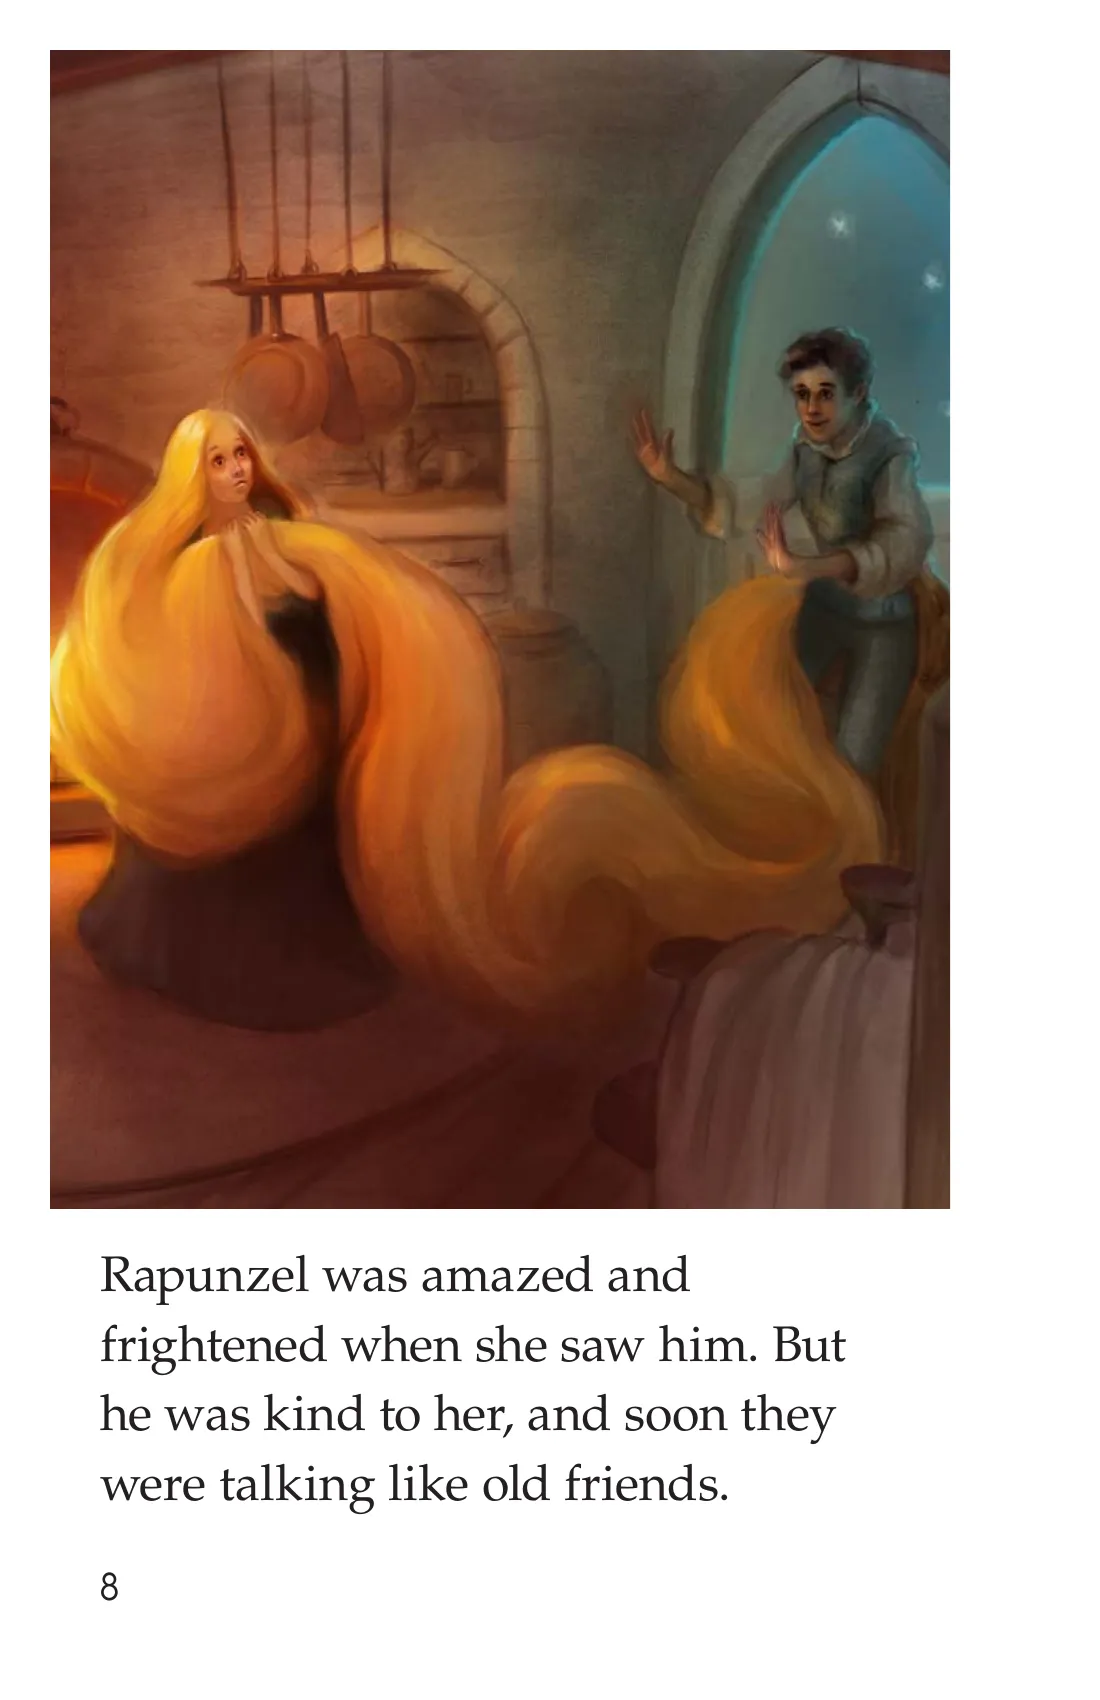 Rapunzel was amazed and
frightened when she saw him. But
he was kind to her, and soon they
were talking like old friends.
8